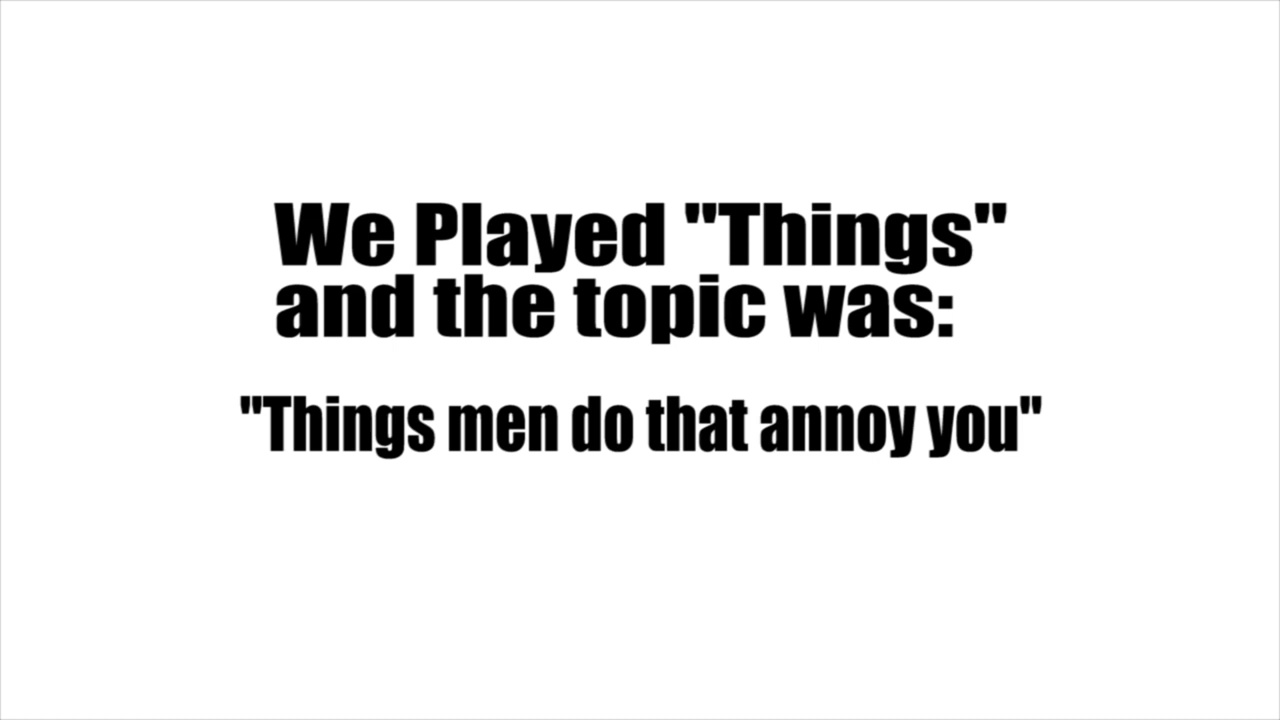 We Played "Things"
and the topic was:
"Things men do that annoy you"